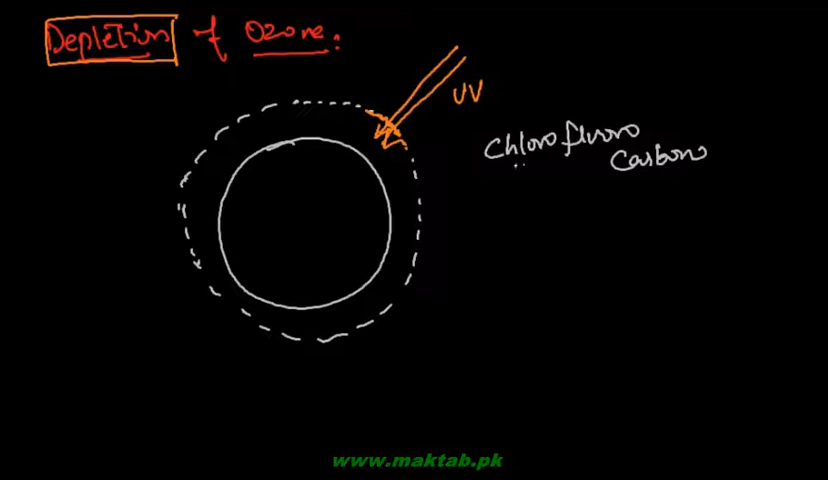 Depletion of Ozone:
UV
Chloro fluoro
Carbons
www.maktab.pk